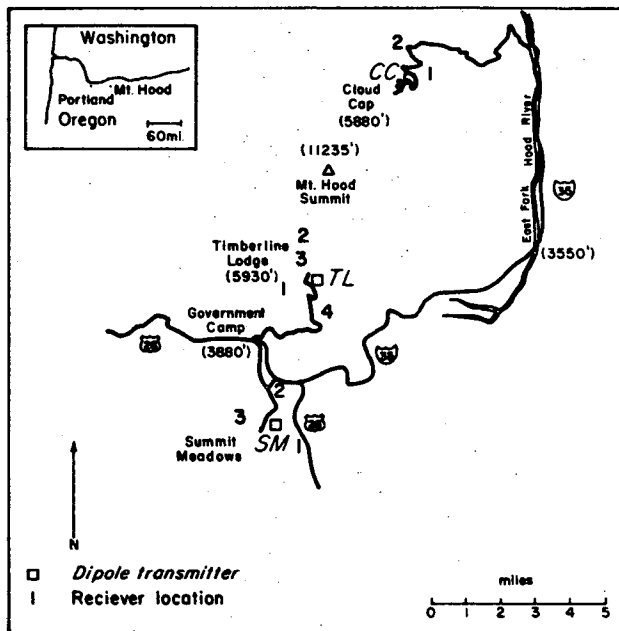 Washington
Mt. Hood
Portland
Oregon
60mi.
2
CC
1
Cloud
Cap
(5880')
(11235')
Mt. Hood
Summit
East Fork Hood River
35
(3550')
2
Timberline
Lodge
3
(5930')
1
TL
4
Government
Camp
(3880')
26
35
2
3
26
SM
1
Summit
Meadows
N
Dipole transmitter
1 Reciever location
miles
0 1 2 3 4 5